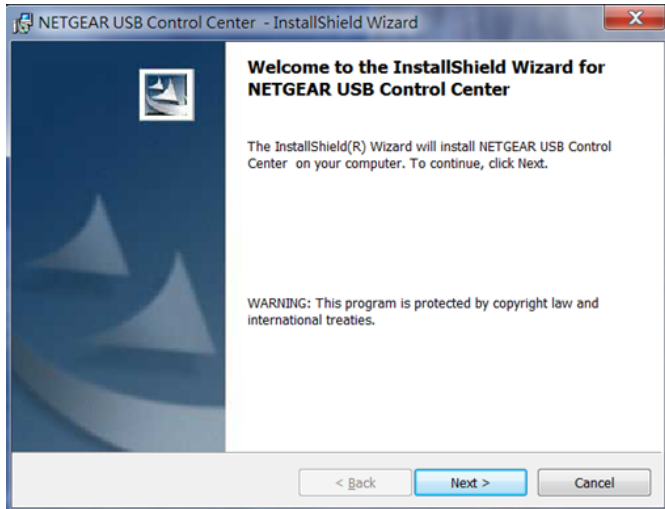 NETGEAR USB Control Center - InstallShield Wizard
Welcome to the InstallShield Wizard for
NETGEAR USB Control Center
The InstallShield(R) Wizard will install NETGEAR USB Control
Center on your computer. To continue, click Next.
WARNING: This program is protected by copyright law and
international treaties.
< Back
Next >
Cancel